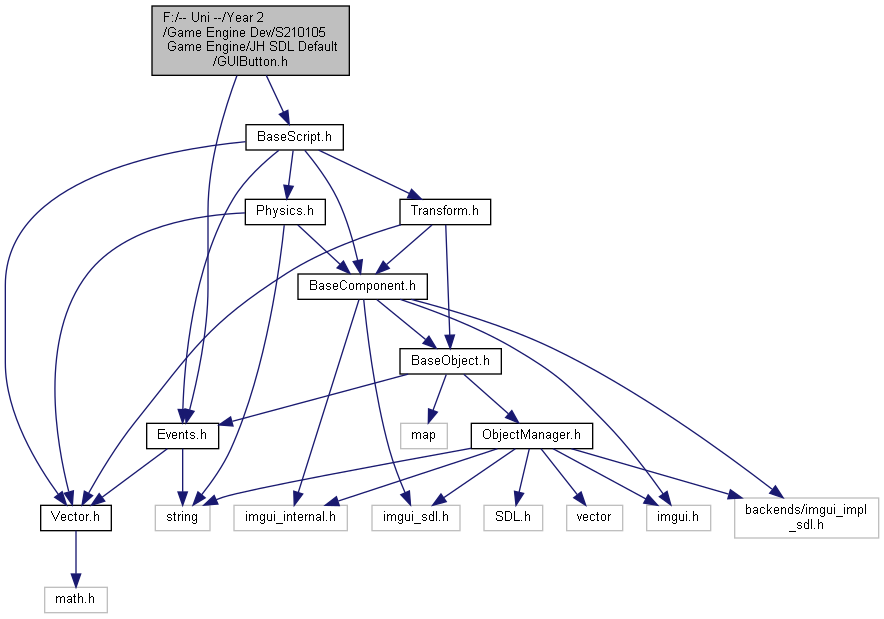 F:/-- Uni --/Year 2
/Game Engine Dev/S210105
Game Engine/JH SDL Default
/GUIButton.h
BaseScript.h
Physics.h
Transform.h
BaseComponent.h
BaseObject.h
Events.h
map
ObjectManager.h
Vector.h
string
imgui_internal.h
imgui_sdl.h
SDL.h
vector
imgui.h
backends/imgui_impl
_sdl.h
math.h